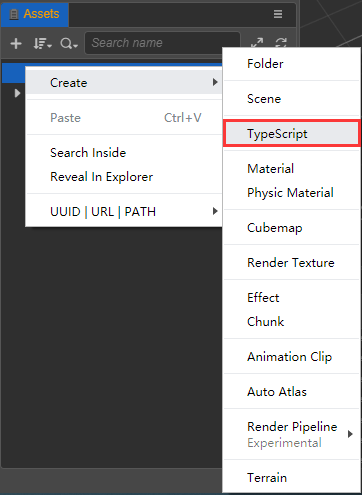 Assets
Search name
Create
Paste Ctrl+V
Search Inside
Reveal In Explorer
UUID | URL | PATH
Folder
Scene
TypeScript
Material
Physic Material
Cubemap
Render Texture
Effect
Chunk
Animation Clip
Auto Atlas
Render Pipeline
Experimental
Terrain